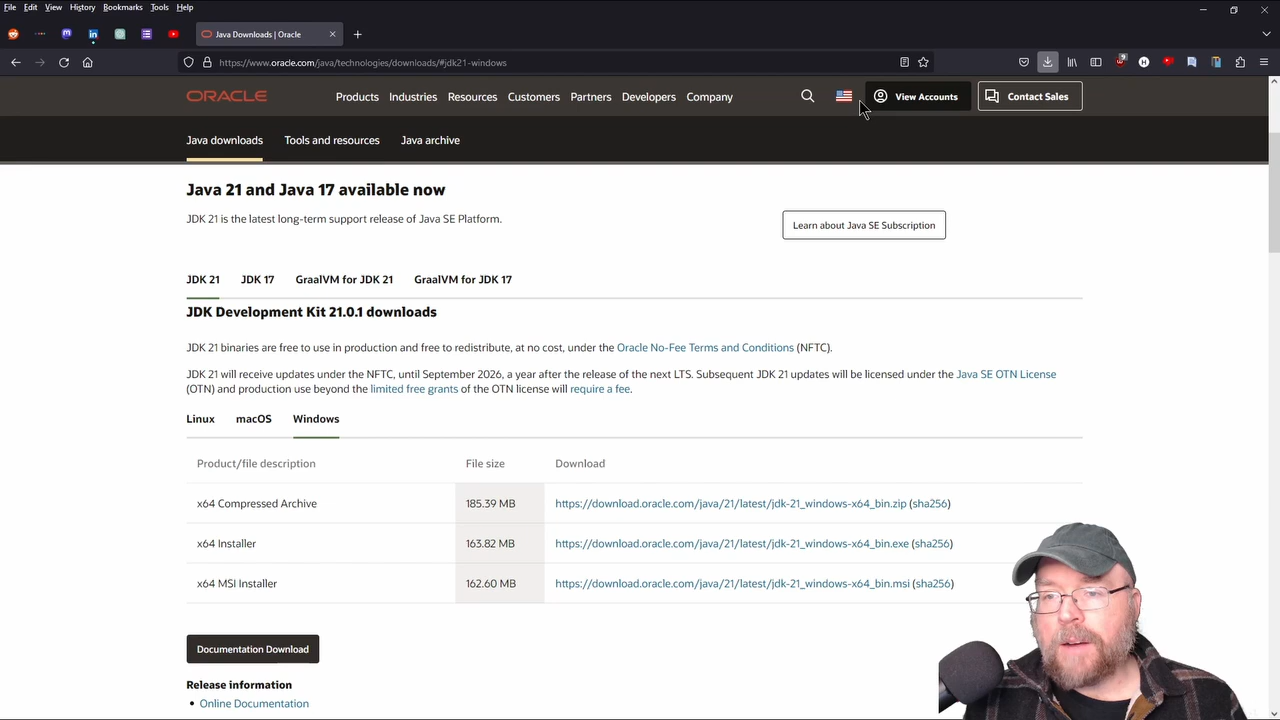 File Edit View History Bookmarks Tools Help
Java Downloads | Oracle
https://www.oracle.com/java/technologies/downloads/#jdk21-windows
ORACLE Products Industries Resources Customers Partners Developers Company View Accounts Contact Sales
Java downloads Tools and resources Java archive
Java 21 and Java 17 available now
JDK 21 is the latest long-term support release of Java SE Platform.
Learn about Java SE Subscription
JDK 21 JDK 17 GraalVM for JDK 21 GraalVM for JDK 17
JDK Development Kit 21.0.1 downloads
JDK 21 binaries are free to use in production and free to redistribute, at no cost, under the Oracle No-Fee Terms and Conditions (NFTC).
JDK 21 will receive updates under the NFTC, until September 2026, a year after the release of the next LTS. Subsequent JDK 21 updates will be licensed under the Java SE OTN License
(OTN) and production use beyond the limited free grants of the OTN license will require a fee.
Linux macOS Windows
Product/file description File size Download
x64 Compressed Archive 185.39 MB https://download.oracle.com/java/21/latest/jdk-21_windows-x64_bin.zip (sha256)
x64 Installer 163.82 MB https://download.oracle.com/java/21/latest/jdk-21_windows-x64_bin.exe (sha256)
x64 MSI Installer 162.60 MB https://download.oracle.com/java/21/latest/jdk-21_windows-x64_bin.msi (sha256)
Documentation Download
Release information
• Online Documentation